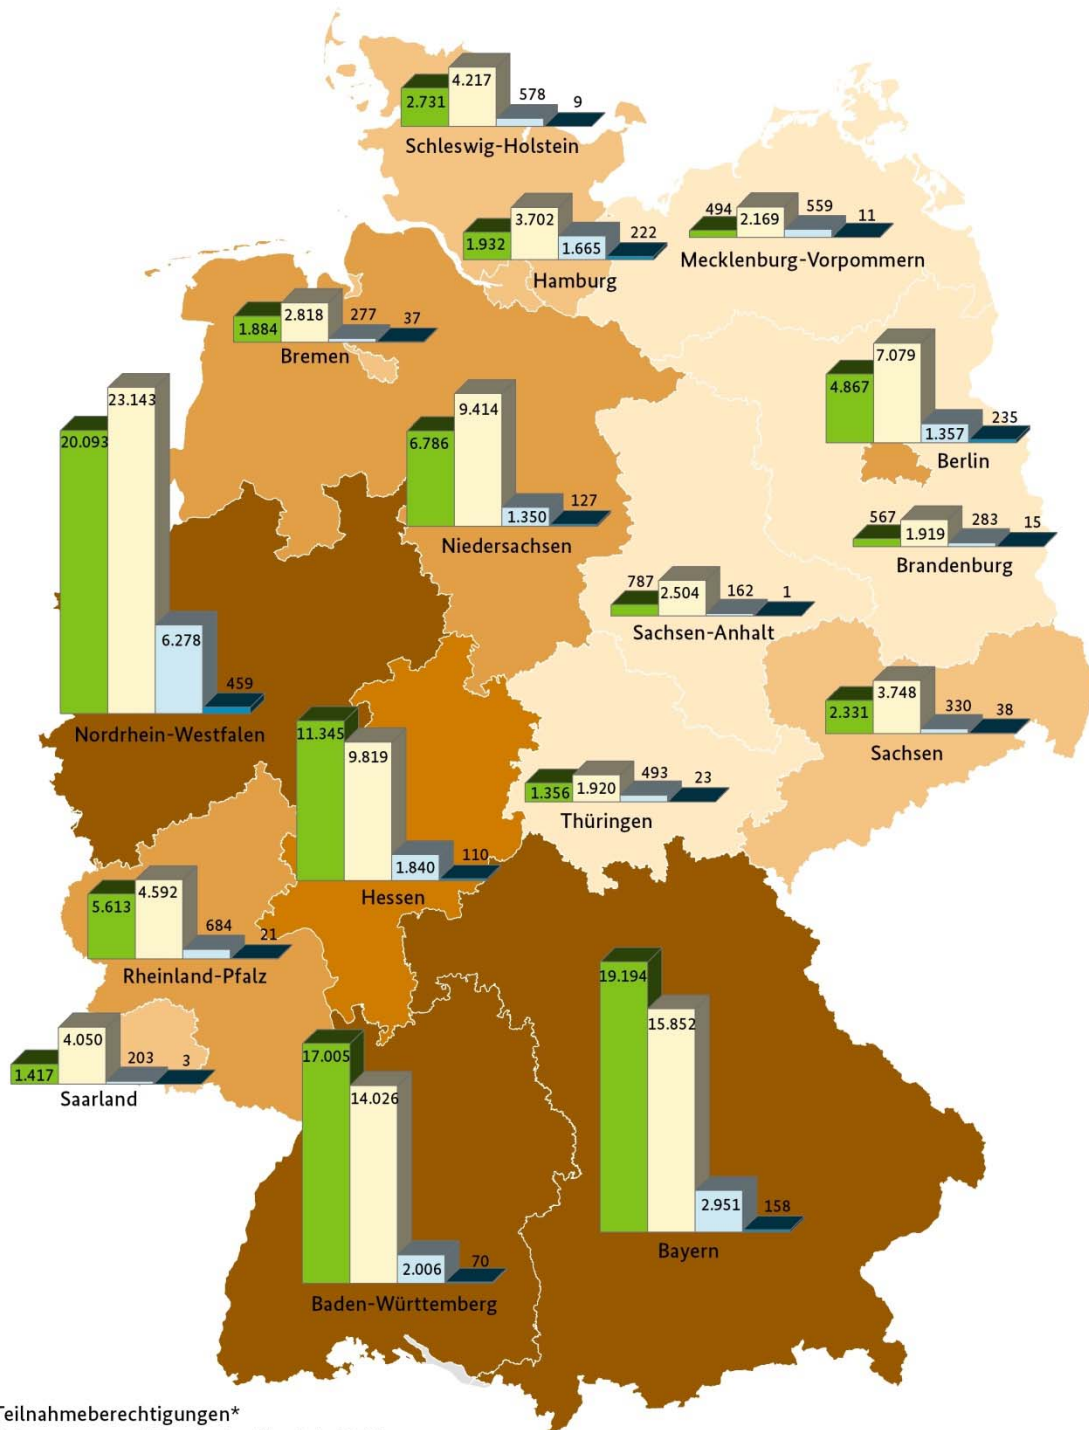 2.731 4.217 578 9
Schleswig-Holstein
1.932 3.702 1.665 222
Hamburg
494 2.169 559 11
Mecklenburg-Vorpommern
1.884 2.818 277 37
Bremen
4.867 7.079 1.357 235
Berlin
20.093 23.143 6.278 459
Nordrhein-Westfalen
6.786 9.414 1.350 127
Niedersachsen
567 1.919 283 15
Brandenburg
787 2.504 162 1
Sachsen-Anhalt
2.331 3.748 330 38
Sachsen
11.345 9.819 1.840 110
Hessen
1.356 1.920 493 23
Thüringen
5.613 4.592 684 21
Rheinland-Pfalz
1.417 4.050 203 3
Saarland
17.005 14.026 2.006 70
Baden-Württemberg
19.194 15.852 2.951 158
Bayern
Teilnahmeberechtigungen*